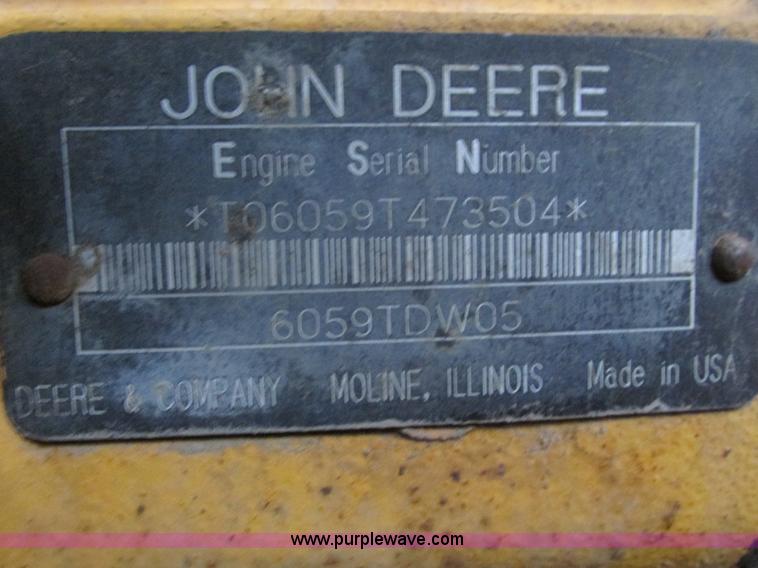 JOHN DEERE
Engine Serial Number
*T06059T473504*
6059TDW05
DEERE & COMPANY MOLINE, ILLINOIS Made in USA
www.purplewave.com